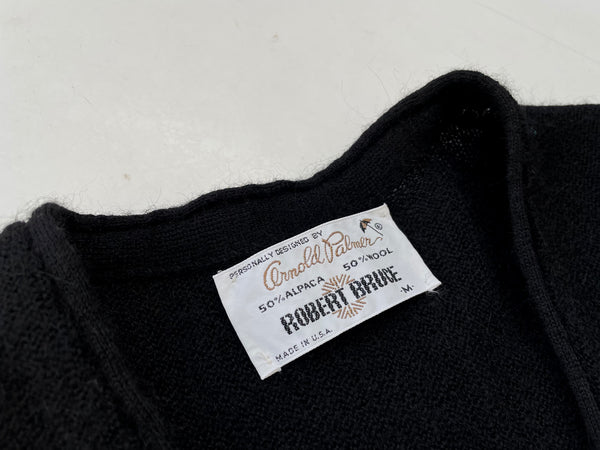 PERSONALLY DESIGNED BY
Arnold Palmer ®
50% ALPACA 50% WOOL
ROBERT BRUCE
-M-
MADE IN U.S.A.